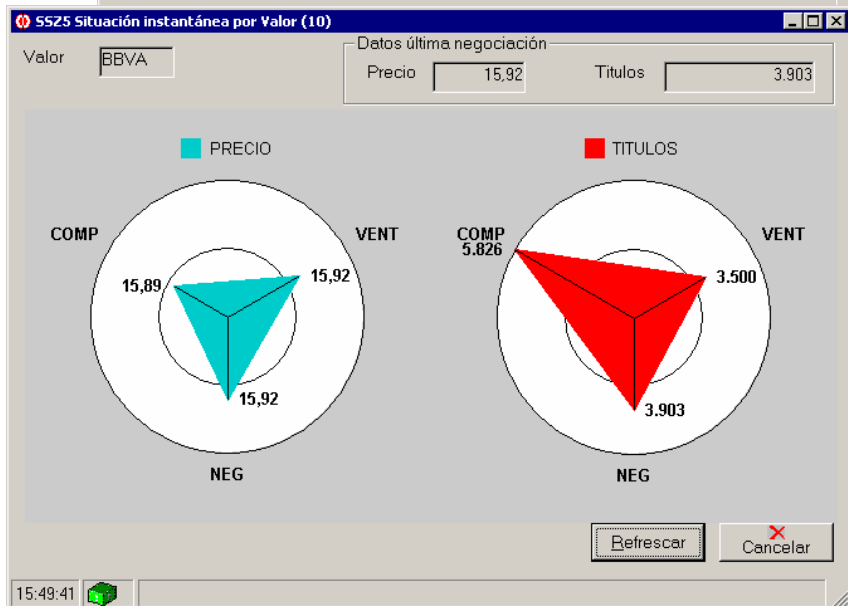 SSZ5 Situación instantánea por Valor (10)
Datos última negociación
Valor BBVA Precio 15,92 Titulos 3.903
PRECIO
COMP VENT
15,89 15,92
15,92
NEG
TITULOS
COMP VENT
5.826
3.500
3.903
NEG
Refrescar Cancelar
15:49:41